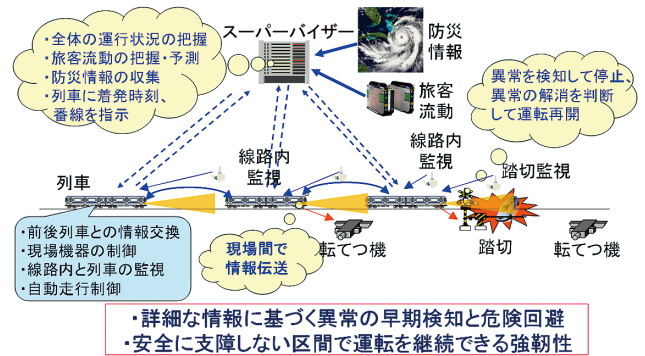 スーパーバイザー
防災
情報
旅客
流動
・全体の運行状況の把握
・旅客流動の把握・予測
・防災情報の収集
・列車に着発時刻、
番線を指示
異常を検知して停止、
異常の解消を判断
して運転再開
列車
線路内
監視
線路内
監視
踏切監視
・前後列車との情報交換
・現場機器の制御
・線路内と列車の監視
・自動走行制御
現場間で
情報伝送
転てつ機
踏切
転てつ機
・詳細な情報に基づく異常の早期検知と危険回避
・安全に支障しない区間で運転を継続できる強靭性